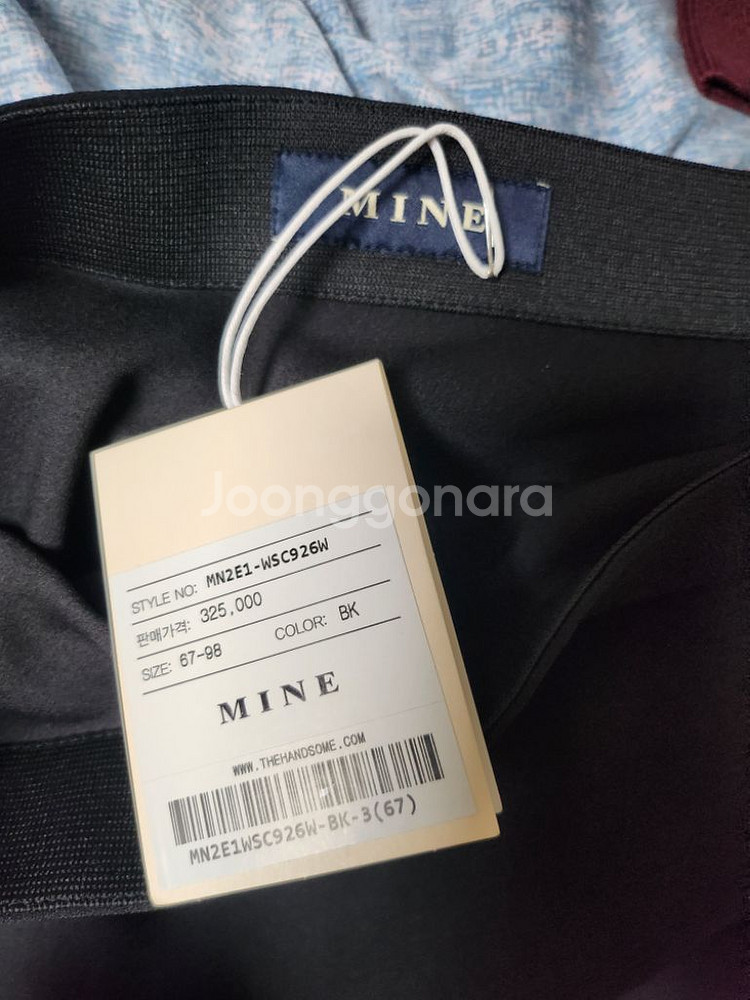 MINE
Joonggonara
STYLE NO: MN2E1-WSC926W
판매가격: 325,000
SIZE: 67-98 COLOR: BK
MINE
WWW.THEHANDSOME.COM
MN2E1WSC926W-BK-3(67)